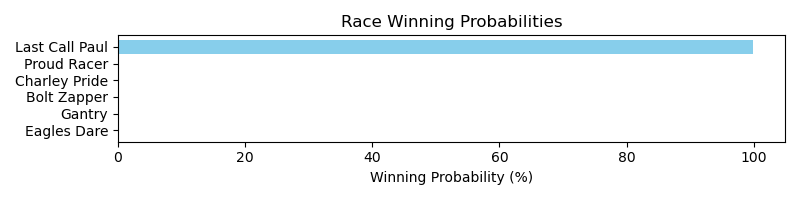 Race Winning Probabilities
Last Call Paul
Proud Racer
Charley Pride
Bolt Zapper
Gantry
Eagles Dare
0 20 40 60 80 100
Winning Probability (%)